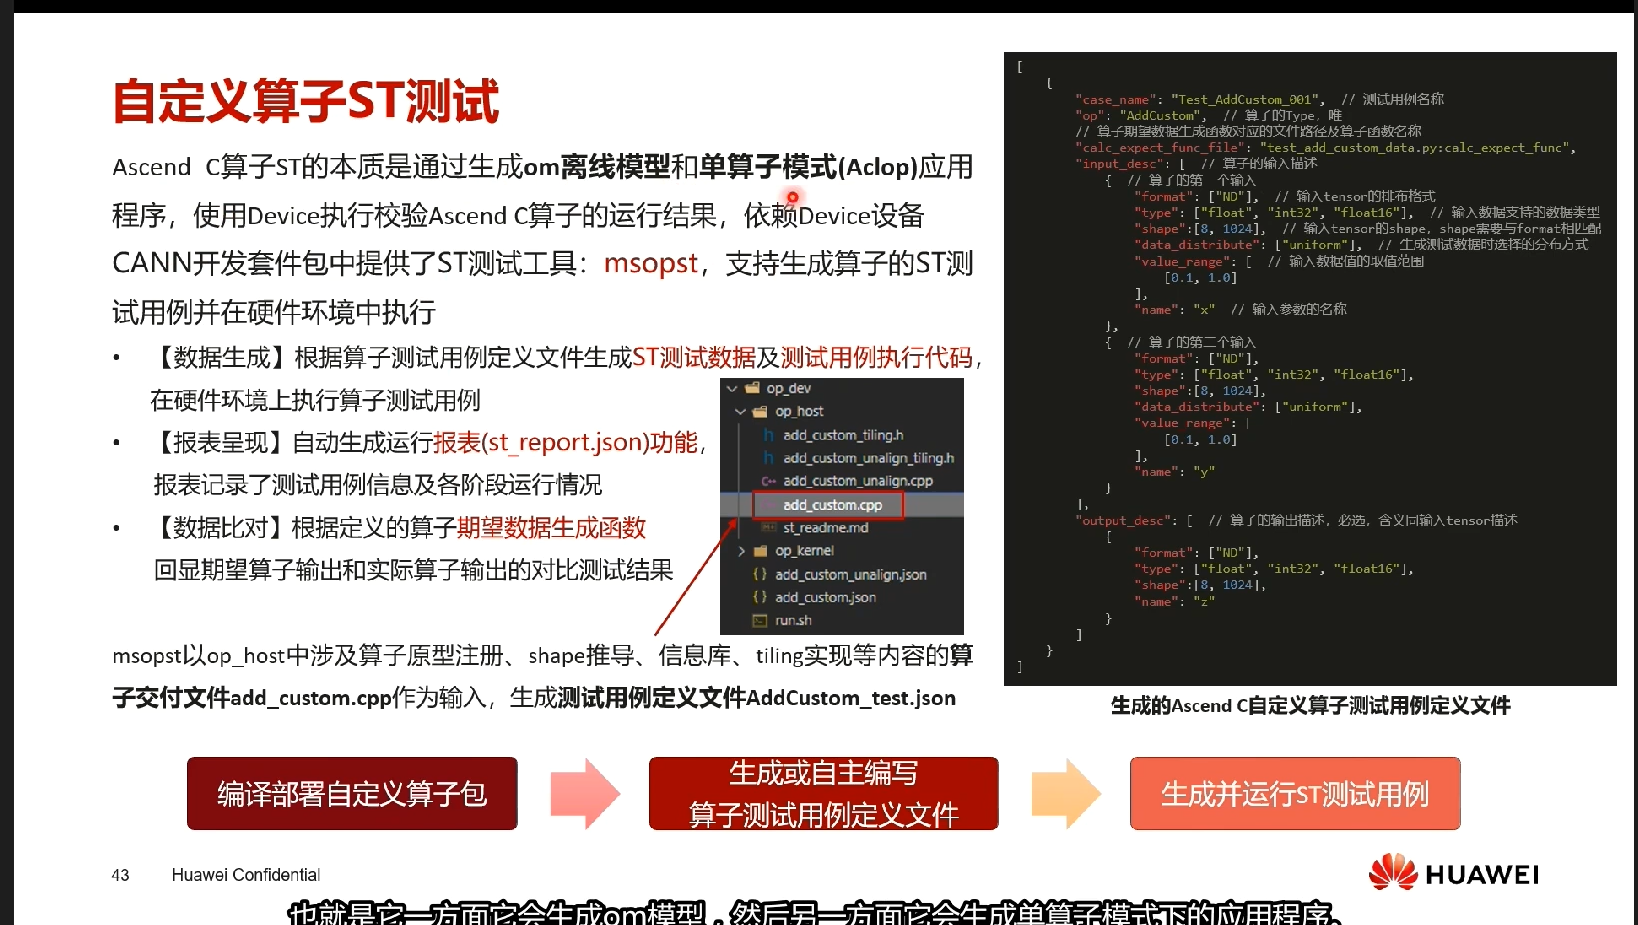 自定义算子ST测试
Ascend C算子ST的本质是通过生成om离线模型和单算子模式(Aclop)应用
程序，使用Device执行校验Ascend C算子的运行结果，依赖Device设备
CANN开发套件包中提供了ST测试工具：msopst，支持生成算子的ST测
试用例并在硬件环境中执行
• 【数据生成】根据算子测试用例定义文件生成ST测试数据及测试用例执行代码，
在硬件环境上执行算子测试用例
• 【报表呈现】自动生成运行报表(st_report.json)功能，
报表记录了测试用例信息及各阶段运行情况
• 【数据比对】根据定义的算子期望数据生成函数
回显期望算子输出和实际算子输出的对比测试结果
op_dev
op_host
h add_custom_tiling.h
h add_custom_unalign_tiling.h
C++ add_custom_unalign.cpp
add_custom.cpp
st_readme.md
op_kernel
{} add_custom_unalign.json
{} add_custom.json
run.sh
msopst以op_host中涉及算子原型注册、shape推导、信息库、tiling实现等内容的算
子交付文件add_custom.cpp作为输入，生成测试用例定义文件AddCustom_test.json
[
{
"case_name": "Test_AddCustom_001", // 测试用例名称
"op": "AddCustom", // 算子的Type，唯
// 算子期望数据生成函数对应的文件路径及算子函数名称
"calc_expect_func_file": "test_add_custom_data.py:calc_expect_func",
"input_desc": [ // 算子的输入描述
{ // 算子的第一个输入
"format": ["ND"], // 输入tensor的排布格式
"type": ["float", "int32", "float16"], // 输入数据支持的数据类型
"shape":[8, 1024], // 输入tensor的shape，shape需要与format相匹配
"data_distribute": ["uniform"], // 生成测试数据时选择的分布方式
"value_range": [ // 输入数据值的取值范围
[0.1, 1.0]
],
"name": "x" // 输入参数的名称
},
{ // 算子的第二个输入
"format": ["ND"],
"type": ["float", "int32", "float16"],
"shape":[8, 1024],
"data_distribute": ["uniform"],
"value_range": [
[0.1, 1.0]
],
"name": "y"
}
],
"output_desc": [ // 算子的输出描述，必选，含义同输入tensor描述
{
"format": ["ND"],
"type": ["float", "int32", "float16"],
"shape":[8, 1024],
"name": "z"
}
]
}
]
生成的Ascend C自定义算子测试用例定义文件
编译部署自定义算子包
生成或自主编写
算子测试用例定义文件
生成并运行ST测试用例
43 Huawei Confidential
HUAWEI
也就是它一方面它会生成om模型，然后另一方面它会生成单算子模式下的应用程序，